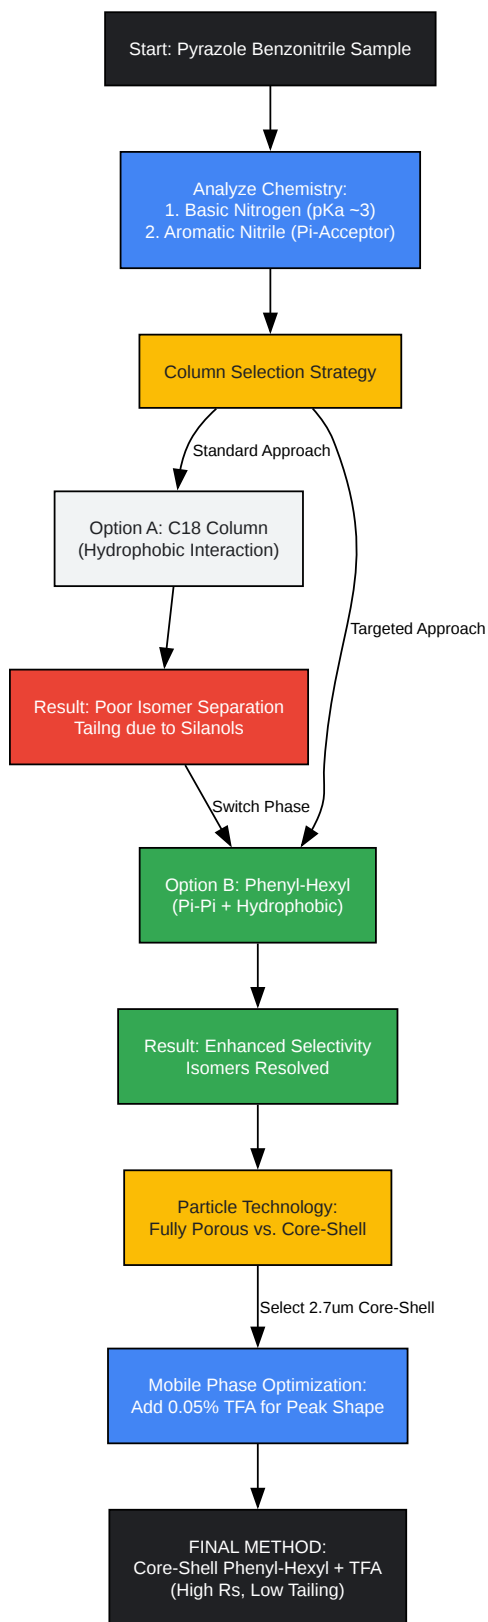 Start: Pyrazole Benzonitrile Sample
Analyze Chemistry:
1. Basic Nitrogen (pKa ~3)
2. Aromatic Nitrile (Pi-Acceptor)
Column Selection Strategy
Standard Approach
Option A: C18 Column
(Hydrophobic Interaction)
Targeted Approach
Result: Poor Isomer Separation
Tailng due to Silanols
Switch Phase
Option B: Phenyl-Hexyl
(Pi-Pi + Hydrophobic)
Result: Enhanced Selectivity
Isomers Resolved
Particle Technology:
Fully Porous vs. Core-Shell
Select 2.7um Core-Shell
Mobile Phase Optimization:
Add 0.05% TFA for Peak Shape
FINAL METHOD:
Core-Shell Phenyl-Hexyl + TFA
(High Rs, Low Tailing)